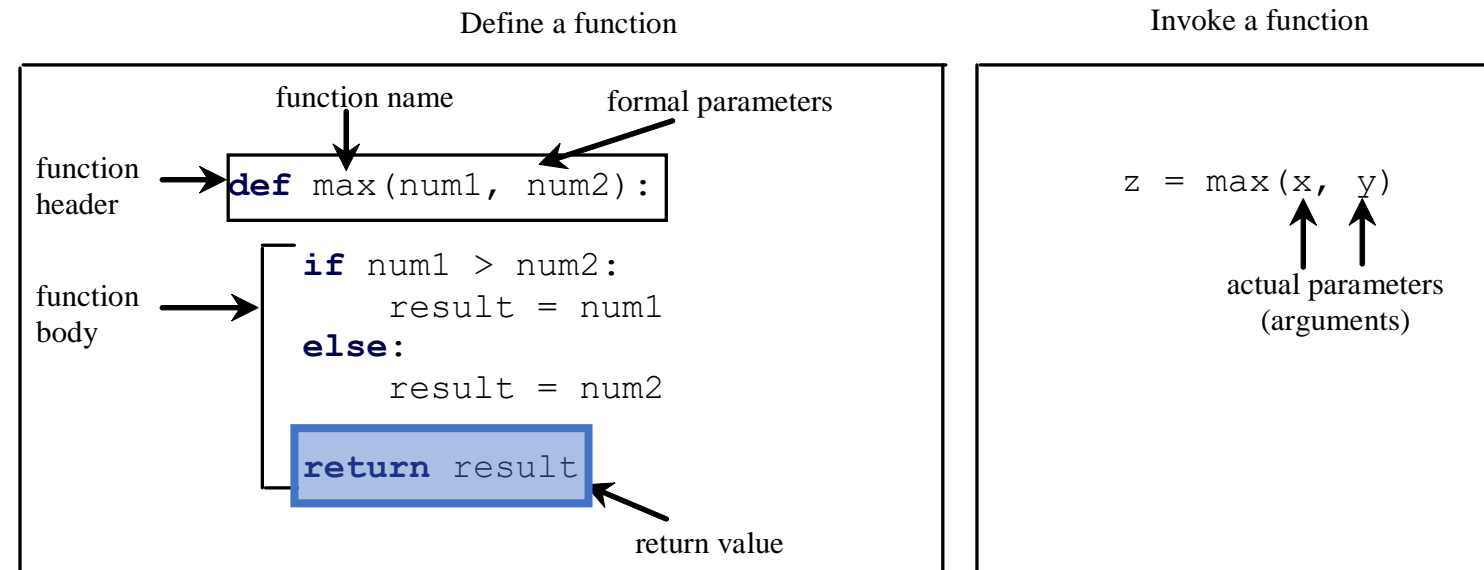 Define a function
Invoke a function
function name
formal parameters
function
header
def max(num1, num2):
function
body
if num1 > num2:
    result = num1
else:
    result = num2
return result
return value
z = max(x, y)
actual parameters
(arguments)